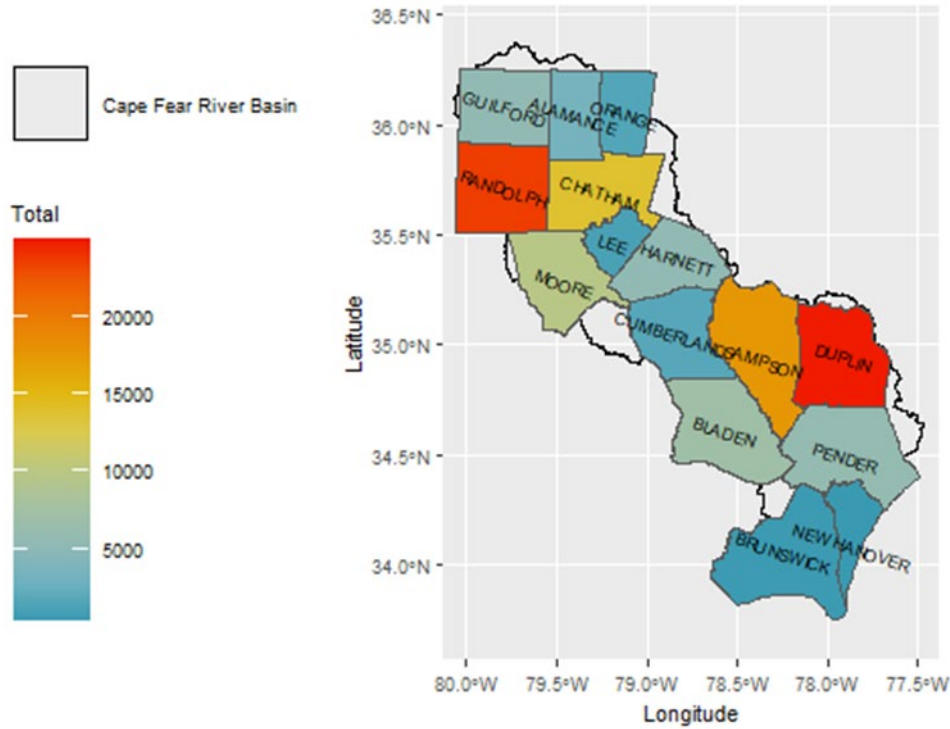 Cape Fear River Basin
Total
20000
15000
10000
5000
Latitude
36.5°N
36.0°N
35.5°N
35.0°N
34.5°N
34.0°N
GUILFORD
ALAMANCE
ORANGE
RANDOLPH
CHATHAM
LEE
HARNETT
MOORE
CUMBERLAND
SAMPSON
DUPLIN
BLADEN
PENDER
NEW HANOVER
BRUNSWICK
80.0°W
79.5°W
79.0°W
78.5°W
78.0°W
77.5°W
Longitude